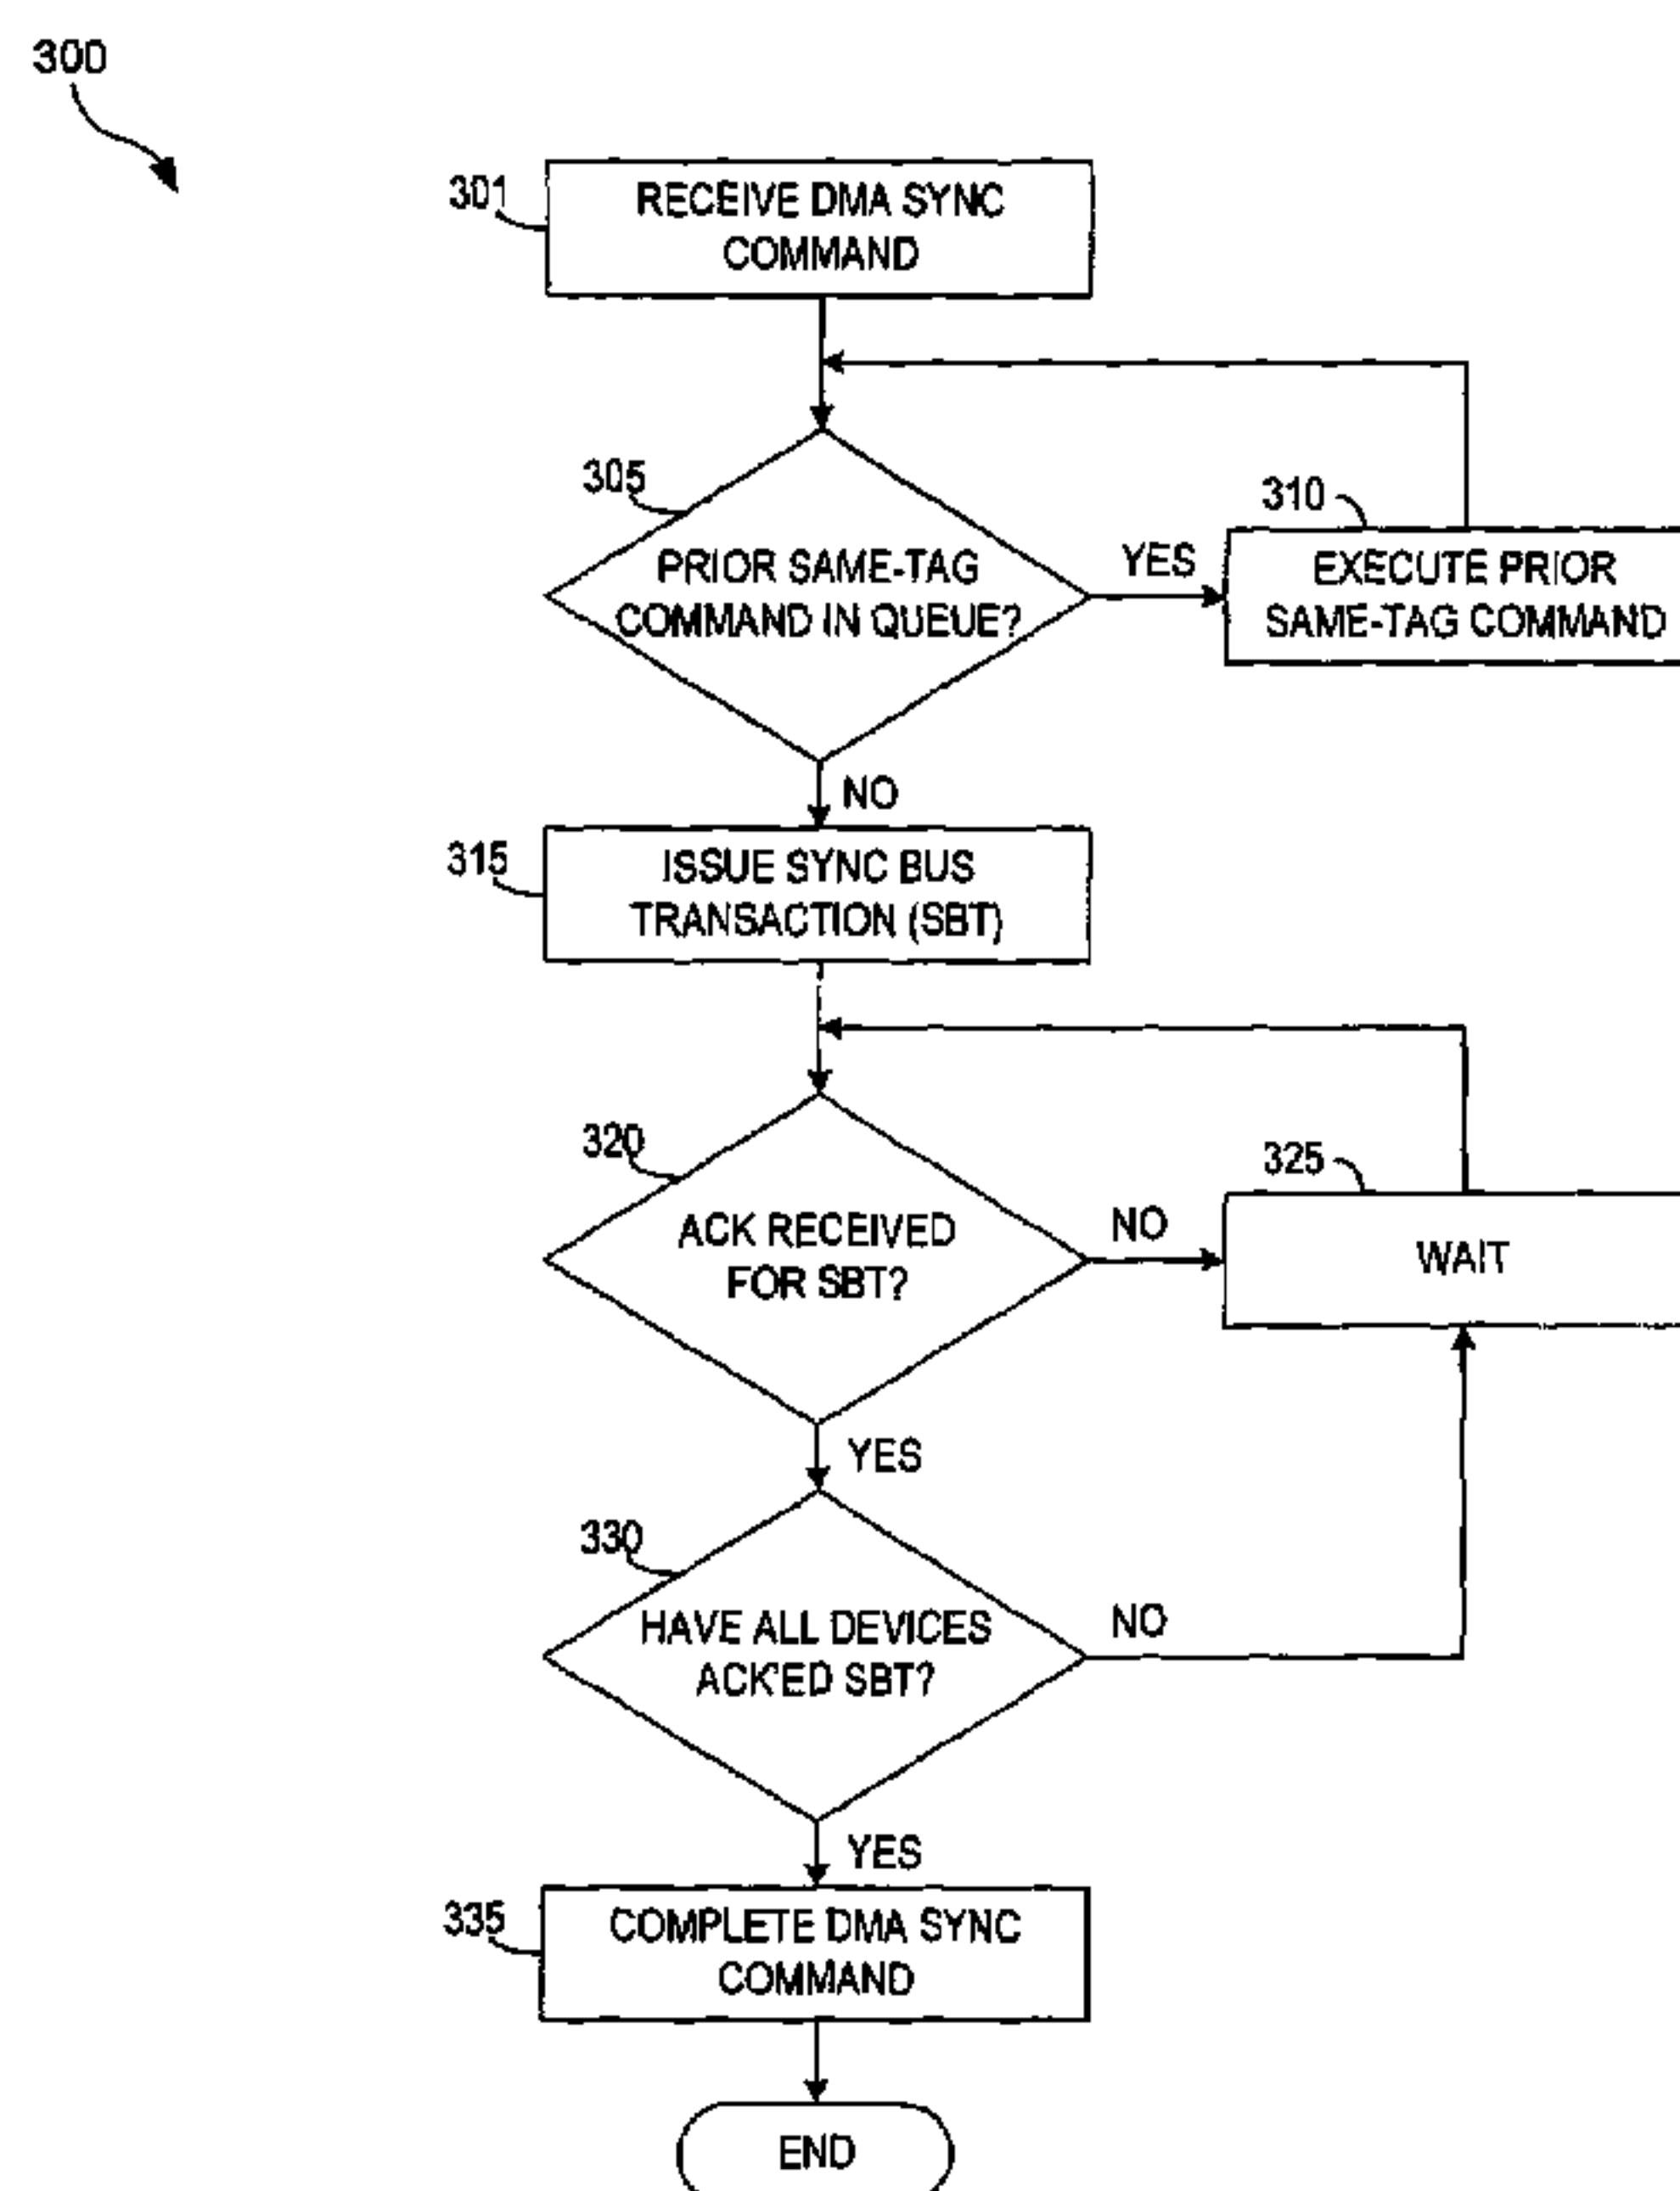 300
301
RECEIVE DMA SYNC
COMMAND
305
PRIOR SAME-TAG
COMMAND IN QUEUE?
YES
310
EXECUTE PRIOR
SAME-TAG COMMAND
NO
315
ISSUE SYNC BUS
TRANSACTION (SBT)
320
ACK RECEIVED
FOR SBT?
NO
325
WAIT
YES
330
HAVE ALL DEVICES
ACK'ED SBT?
NO
YES
335
COMPLETE DMA SYNC
COMMAND
END